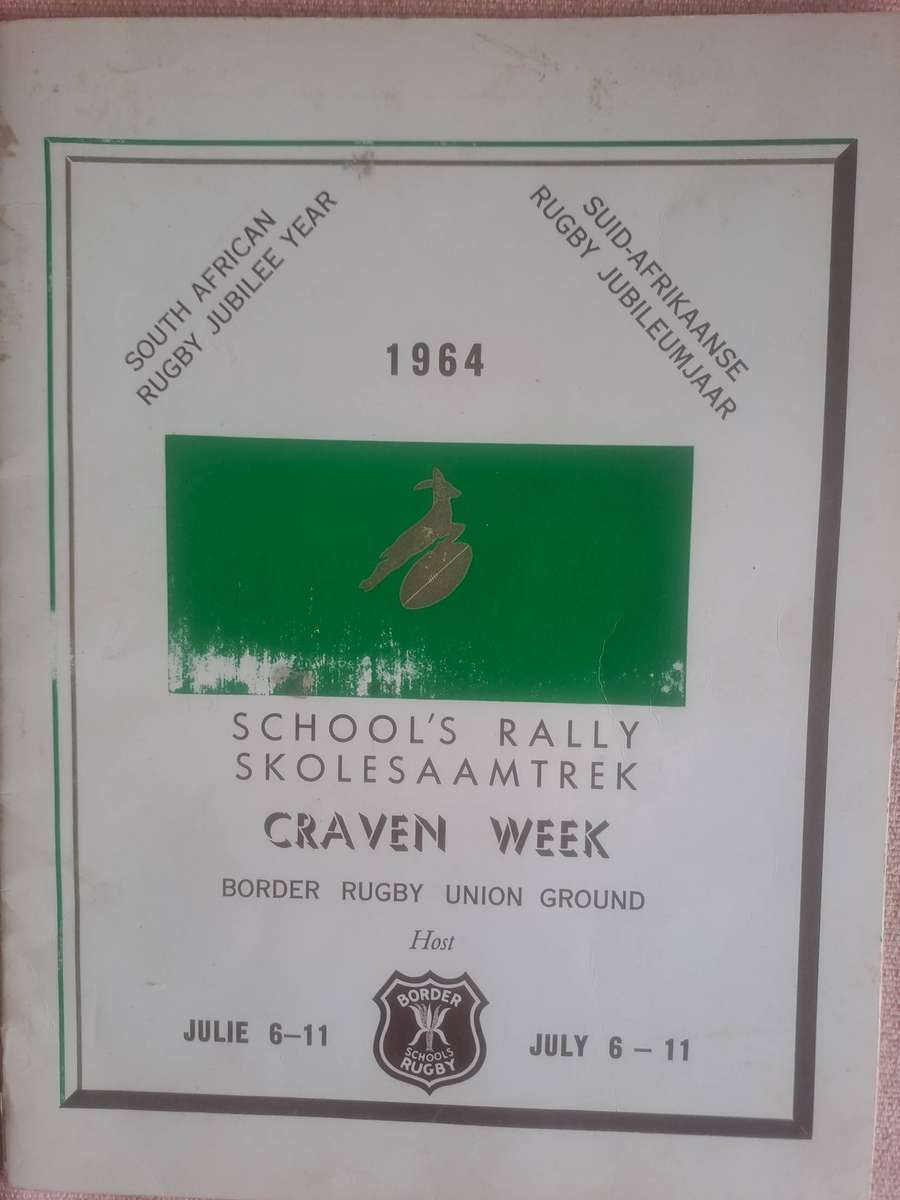 SOUTH AFRICAN
RUGBY JUBILEE YEAR
SUID-AFRIKAANSE
RUGBY JUBILEUMJAAR
1964
SCHOOL'S RALLY
SKOLESAAMTREK
CRAVEN WEEK
BORDER RUGBY UNION GROUND
Host
JULIE 6–11
BORDER
SCHOOLS
RUGBY
JULY 6 – 11